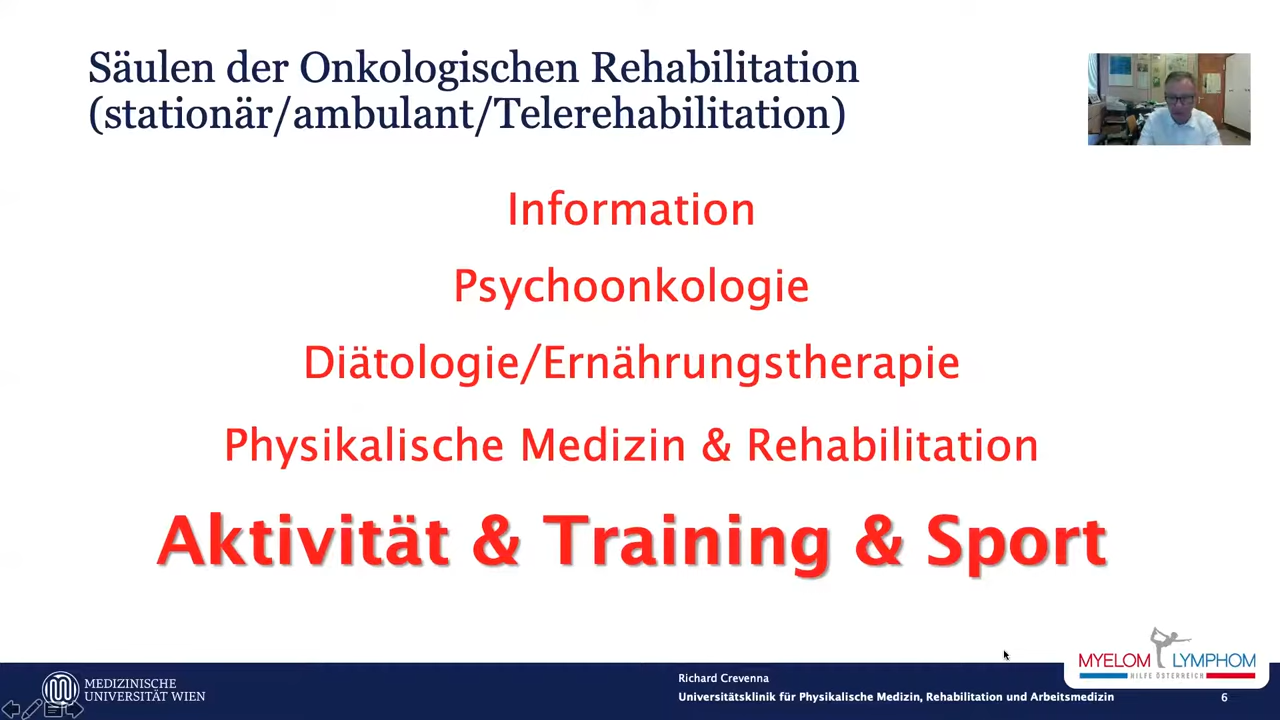 Säulen der Onkologischen Rehabilitation
(stationär/ambulant/Telerehabilitation)
Information
Psychoonkologie
Diätologie/Ernährungstherapie
Physikalische Medizin & Rehabilitation
Aktivität & Training & Sport
MEDIZINISCHE
UNIVERSITÄT WIEN
Richard Crevenna
Universitätsklinik für Physikalische Medizin, Rehabilitation und Arbeitsmedizin
MYELOM LYMPHOM
HILFE ÖSTERREICH
6